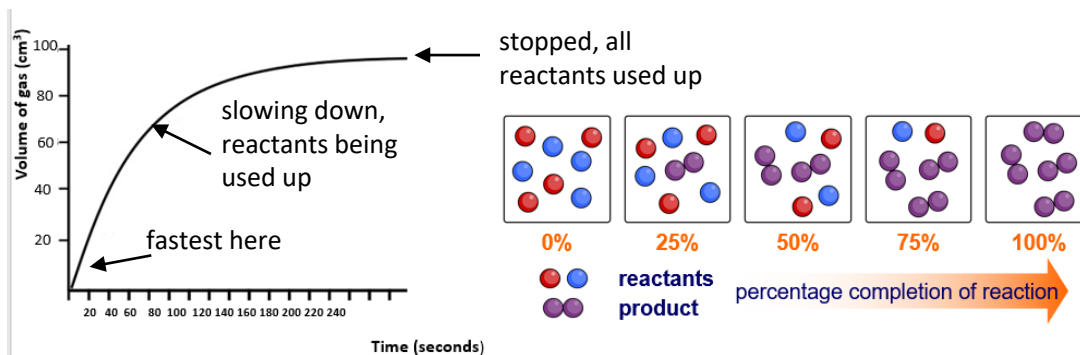 Volume of gas (cm³)
100
80
60
40
20
20 40 60 80 100 120 140 160 180 200 220 240
Time (seconds)
fastest here
slowing down,
reactants being
used up
stopped, all
reactants used up
0% 25% 50% 75% 100%
reactants
product
percentage completion of reaction